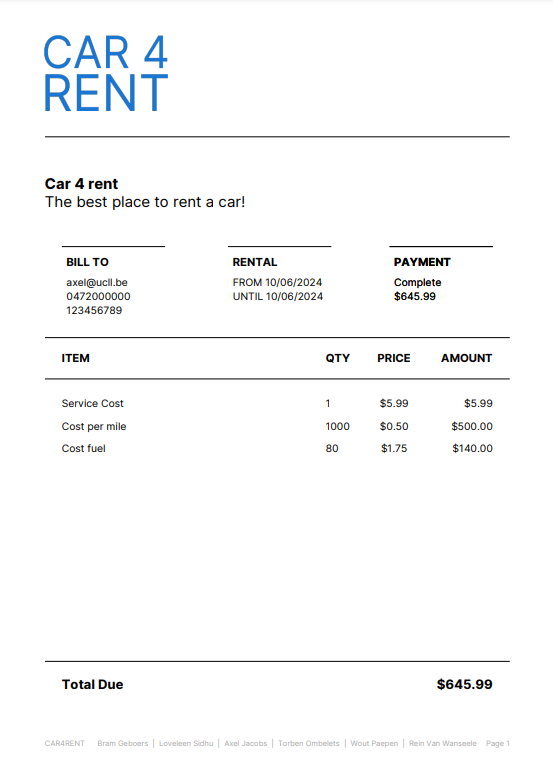 CAR 4
RENT
Car 4 rent
The best place to rent a car!
BILL TO
axel@ucll.be
0472000000
123456789
RENTAL
FROM 10/06/2024
UNTIL 10/06/2024
PAYMENT
Complete
$645.99
ITEM QTY PRICE AMOUNT
Service Cost 1 $5.99 $5.99
Cost per mile 1000 $0.50 $500.00
Cost fuel 80 $1.75 $140.00
Total Due $645.99
CAR4RENT Bram Geboers | Loveleen Sidhu | Axel Jacobs | Torben Ombelets | Wout Paepen | Rein Van Wanseele Page 1